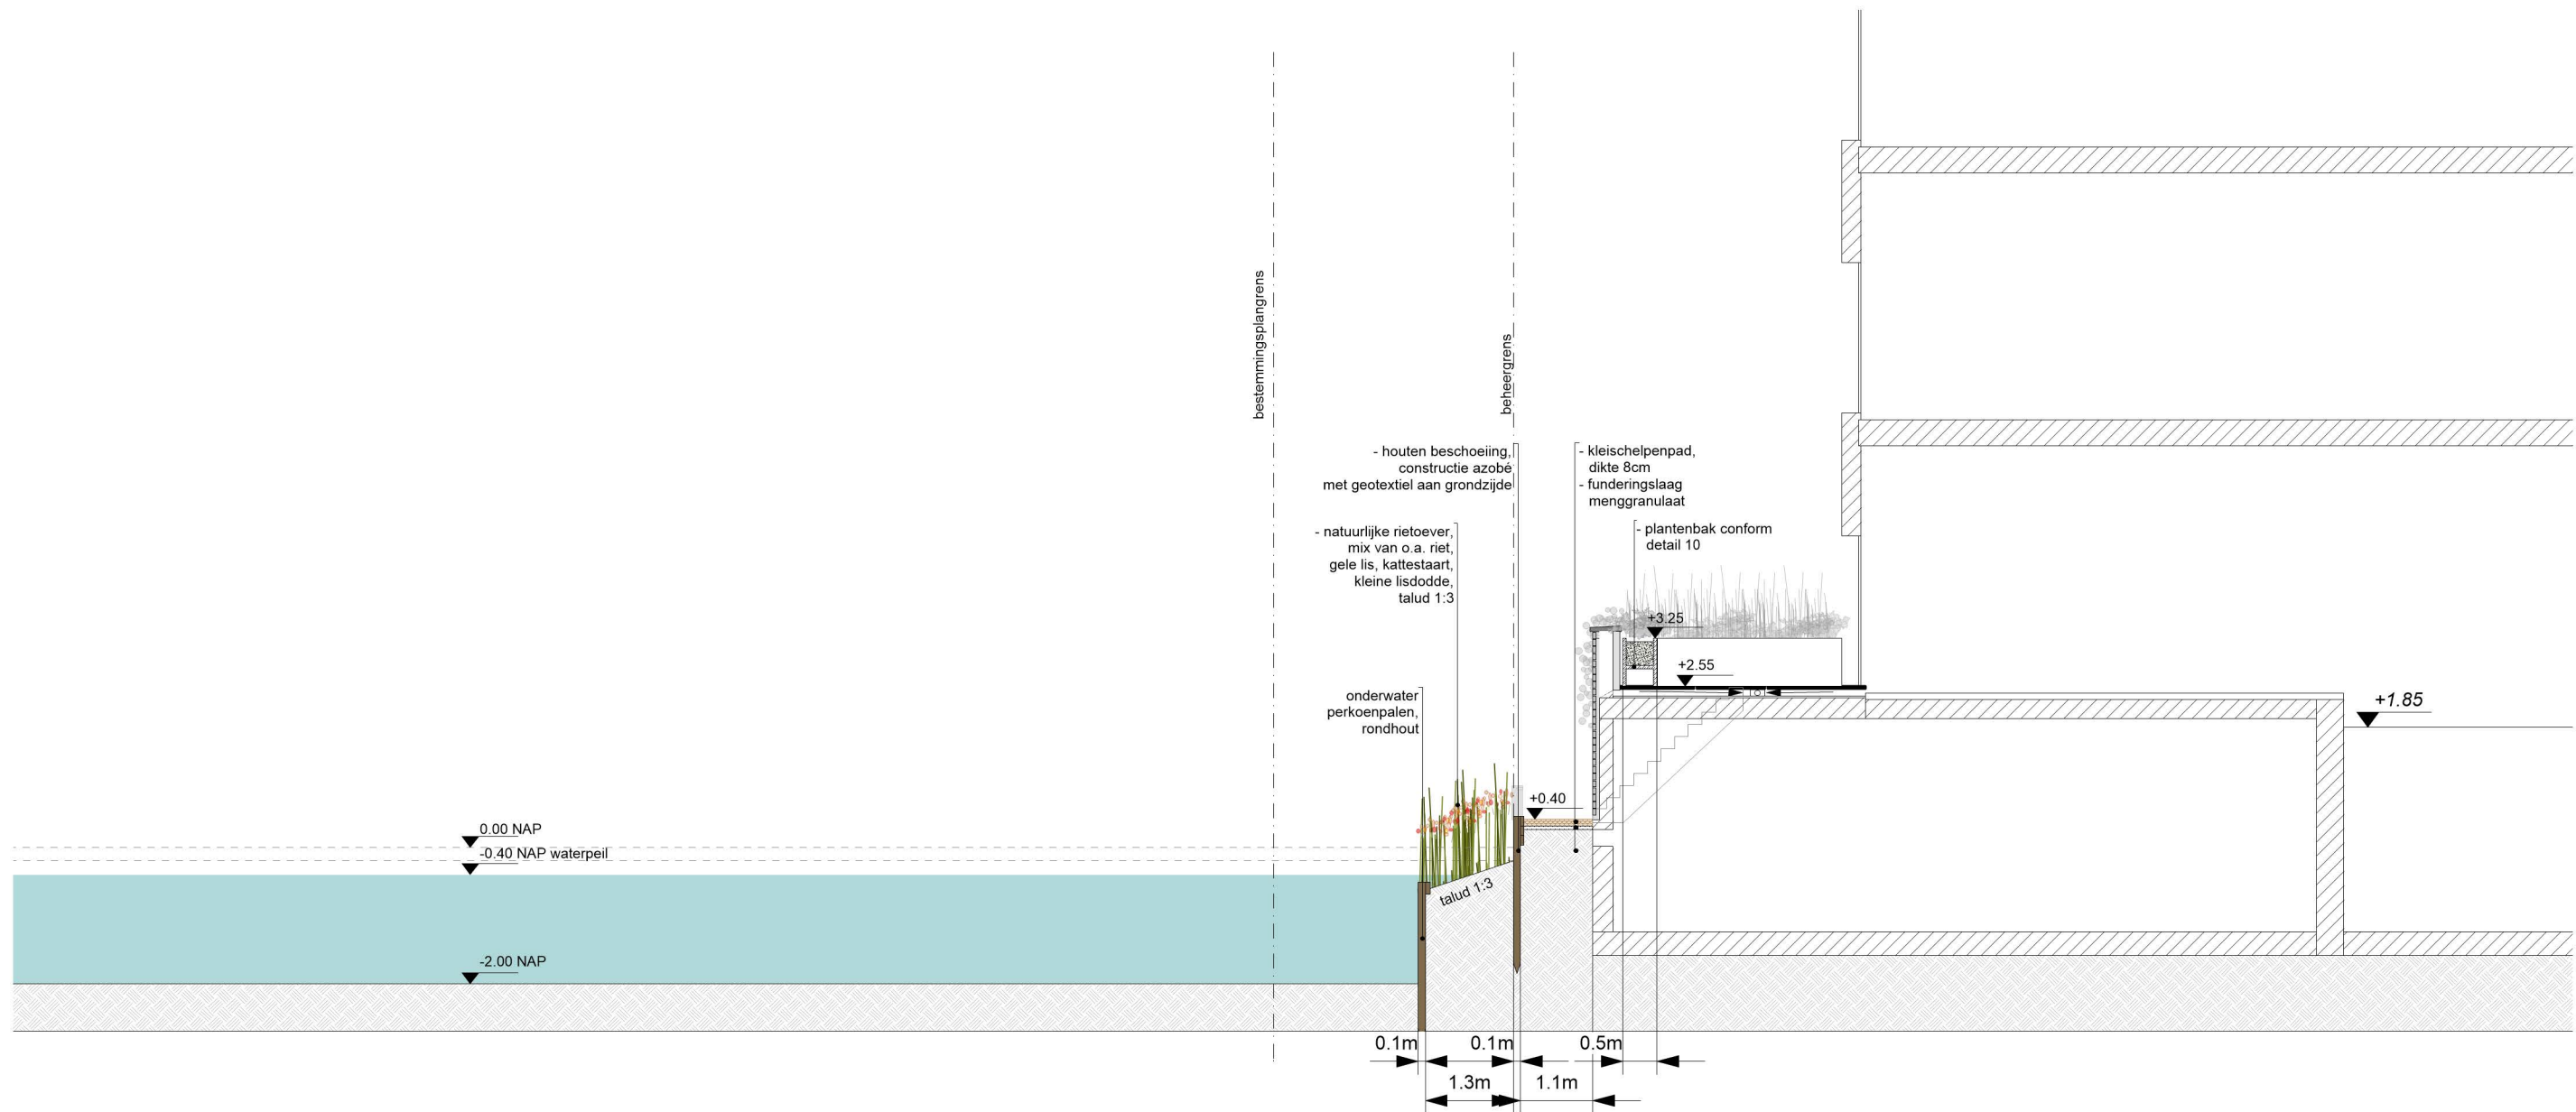 bestemmingsplangrens
beheergrens
- houten beschoeiing,
constructie azobé
met geotextiel aan grondzijde
- kleischelpenpad,
dikte 8cm
- funderingslaag
menggranulaat
- natuurlijke rietoever,
mix van o.a. riet,
gele lis, kattestaart,
kleine lisdodde,
talud 1:3
- plantenbak conform
detail 10
+3.25
+2.55
onderwater
perkoenpalen,
rondhout
+1.85
+0.40
0.00 NAP
-0.40 NAP waterpeil
talud 1:3
-2.00 NAP
0.1m
0.1m
0.5m
1.3m
1.1m